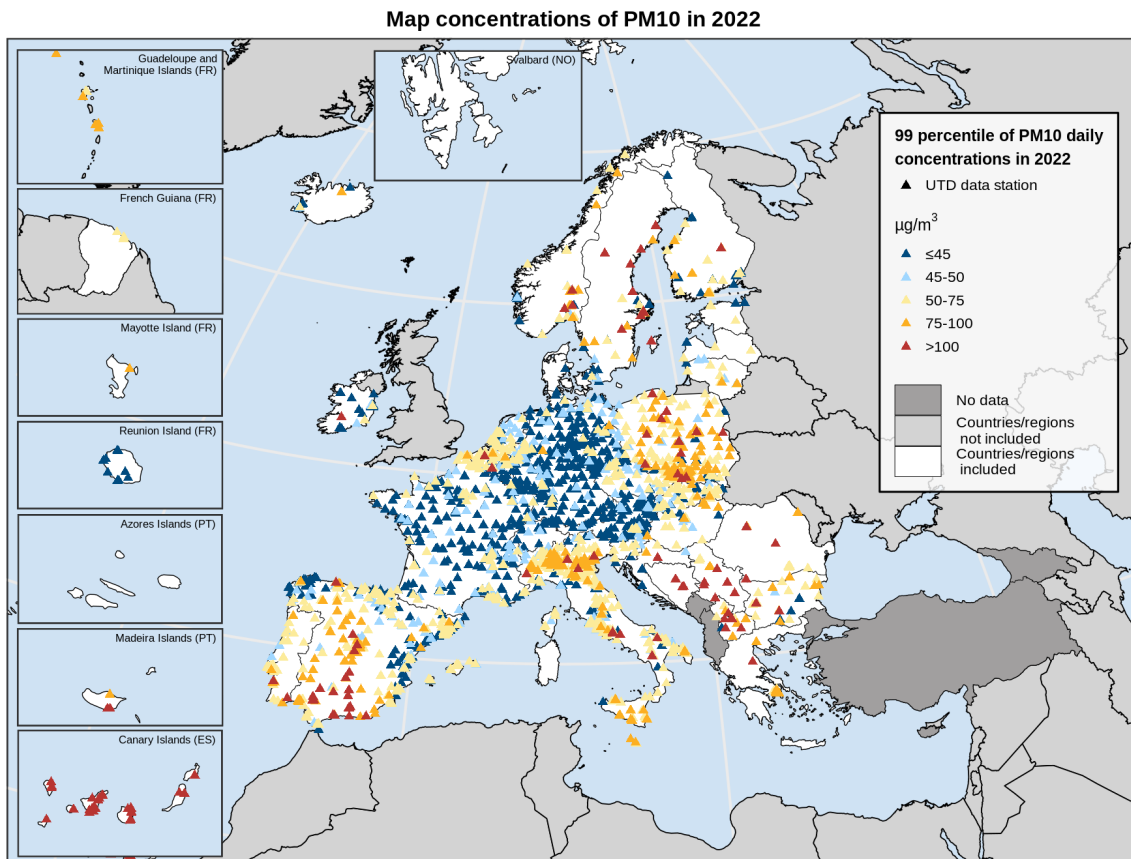 Map concentrations of PM10 in 2022
Guadeloupe and
Martinique Islands (FR)
Svalbard (NO)
French Guiana (FR)
Mayotte Island (FR)
Reunion Island (FR)
Azores Islands (PT)
Madeira Islands (PT)
Canary Islands (ES)
99 percentile of PM10 daily
concentrations in 2022
UTD data station
µg/m³
≤45
45-50
50-75
75-100
>100
No data
Countries/regions
not included
Countries/regions
included